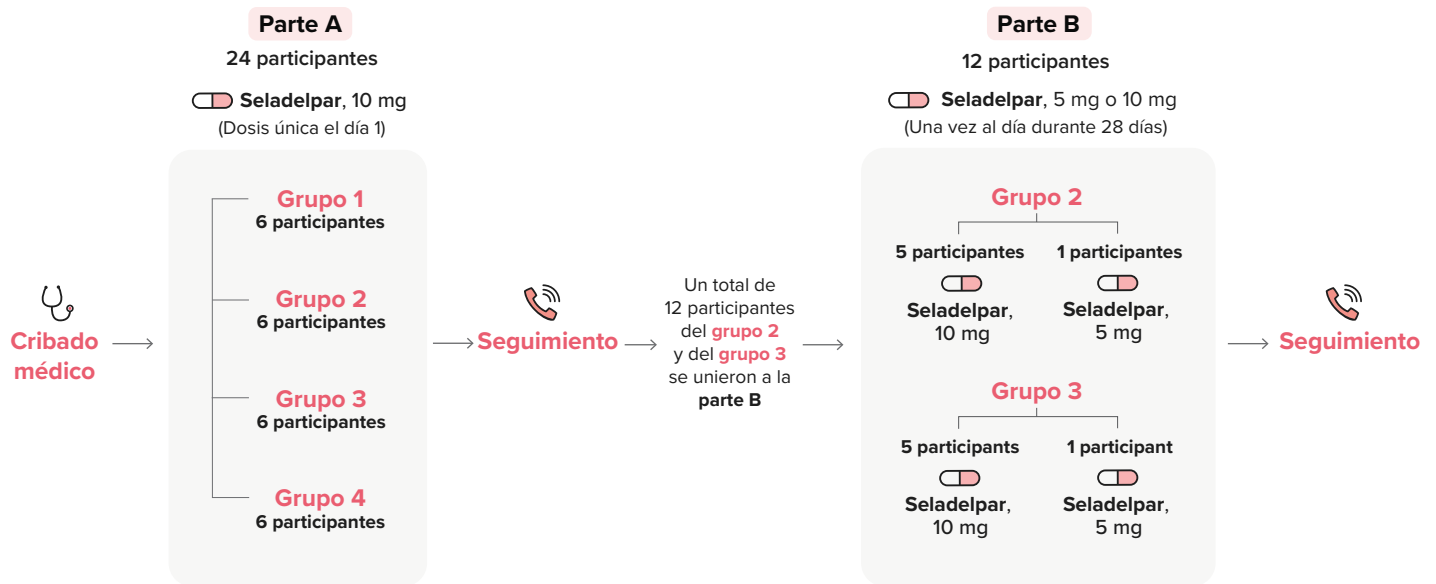 Parte A
24 participantes
Seladelpar, 10 mg
(Dosis única el día 1)
Cribado
médico
Grupo 1
6 participantes
Grupo 2
6 participantes
Grupo 3
6 participantes
Grupo 4
6 participantes
Seguimiento
Un total de
12 participantes
del grupo 2
y del grupo 3
se unieron a la
parte B
Parte B
12 participantes
Seladelpar, 5 mg o 10 mg
(Una vez al día durante 28 días)
Grupo 2
5 participantes
Seladelpar,
10 mg
1 participantes
Seladelpar,
5 mg
Grupo 3
5 participants
Seladelpar,
10 mg
1 participant
Seladelpar,
5 mg
Seguimiento